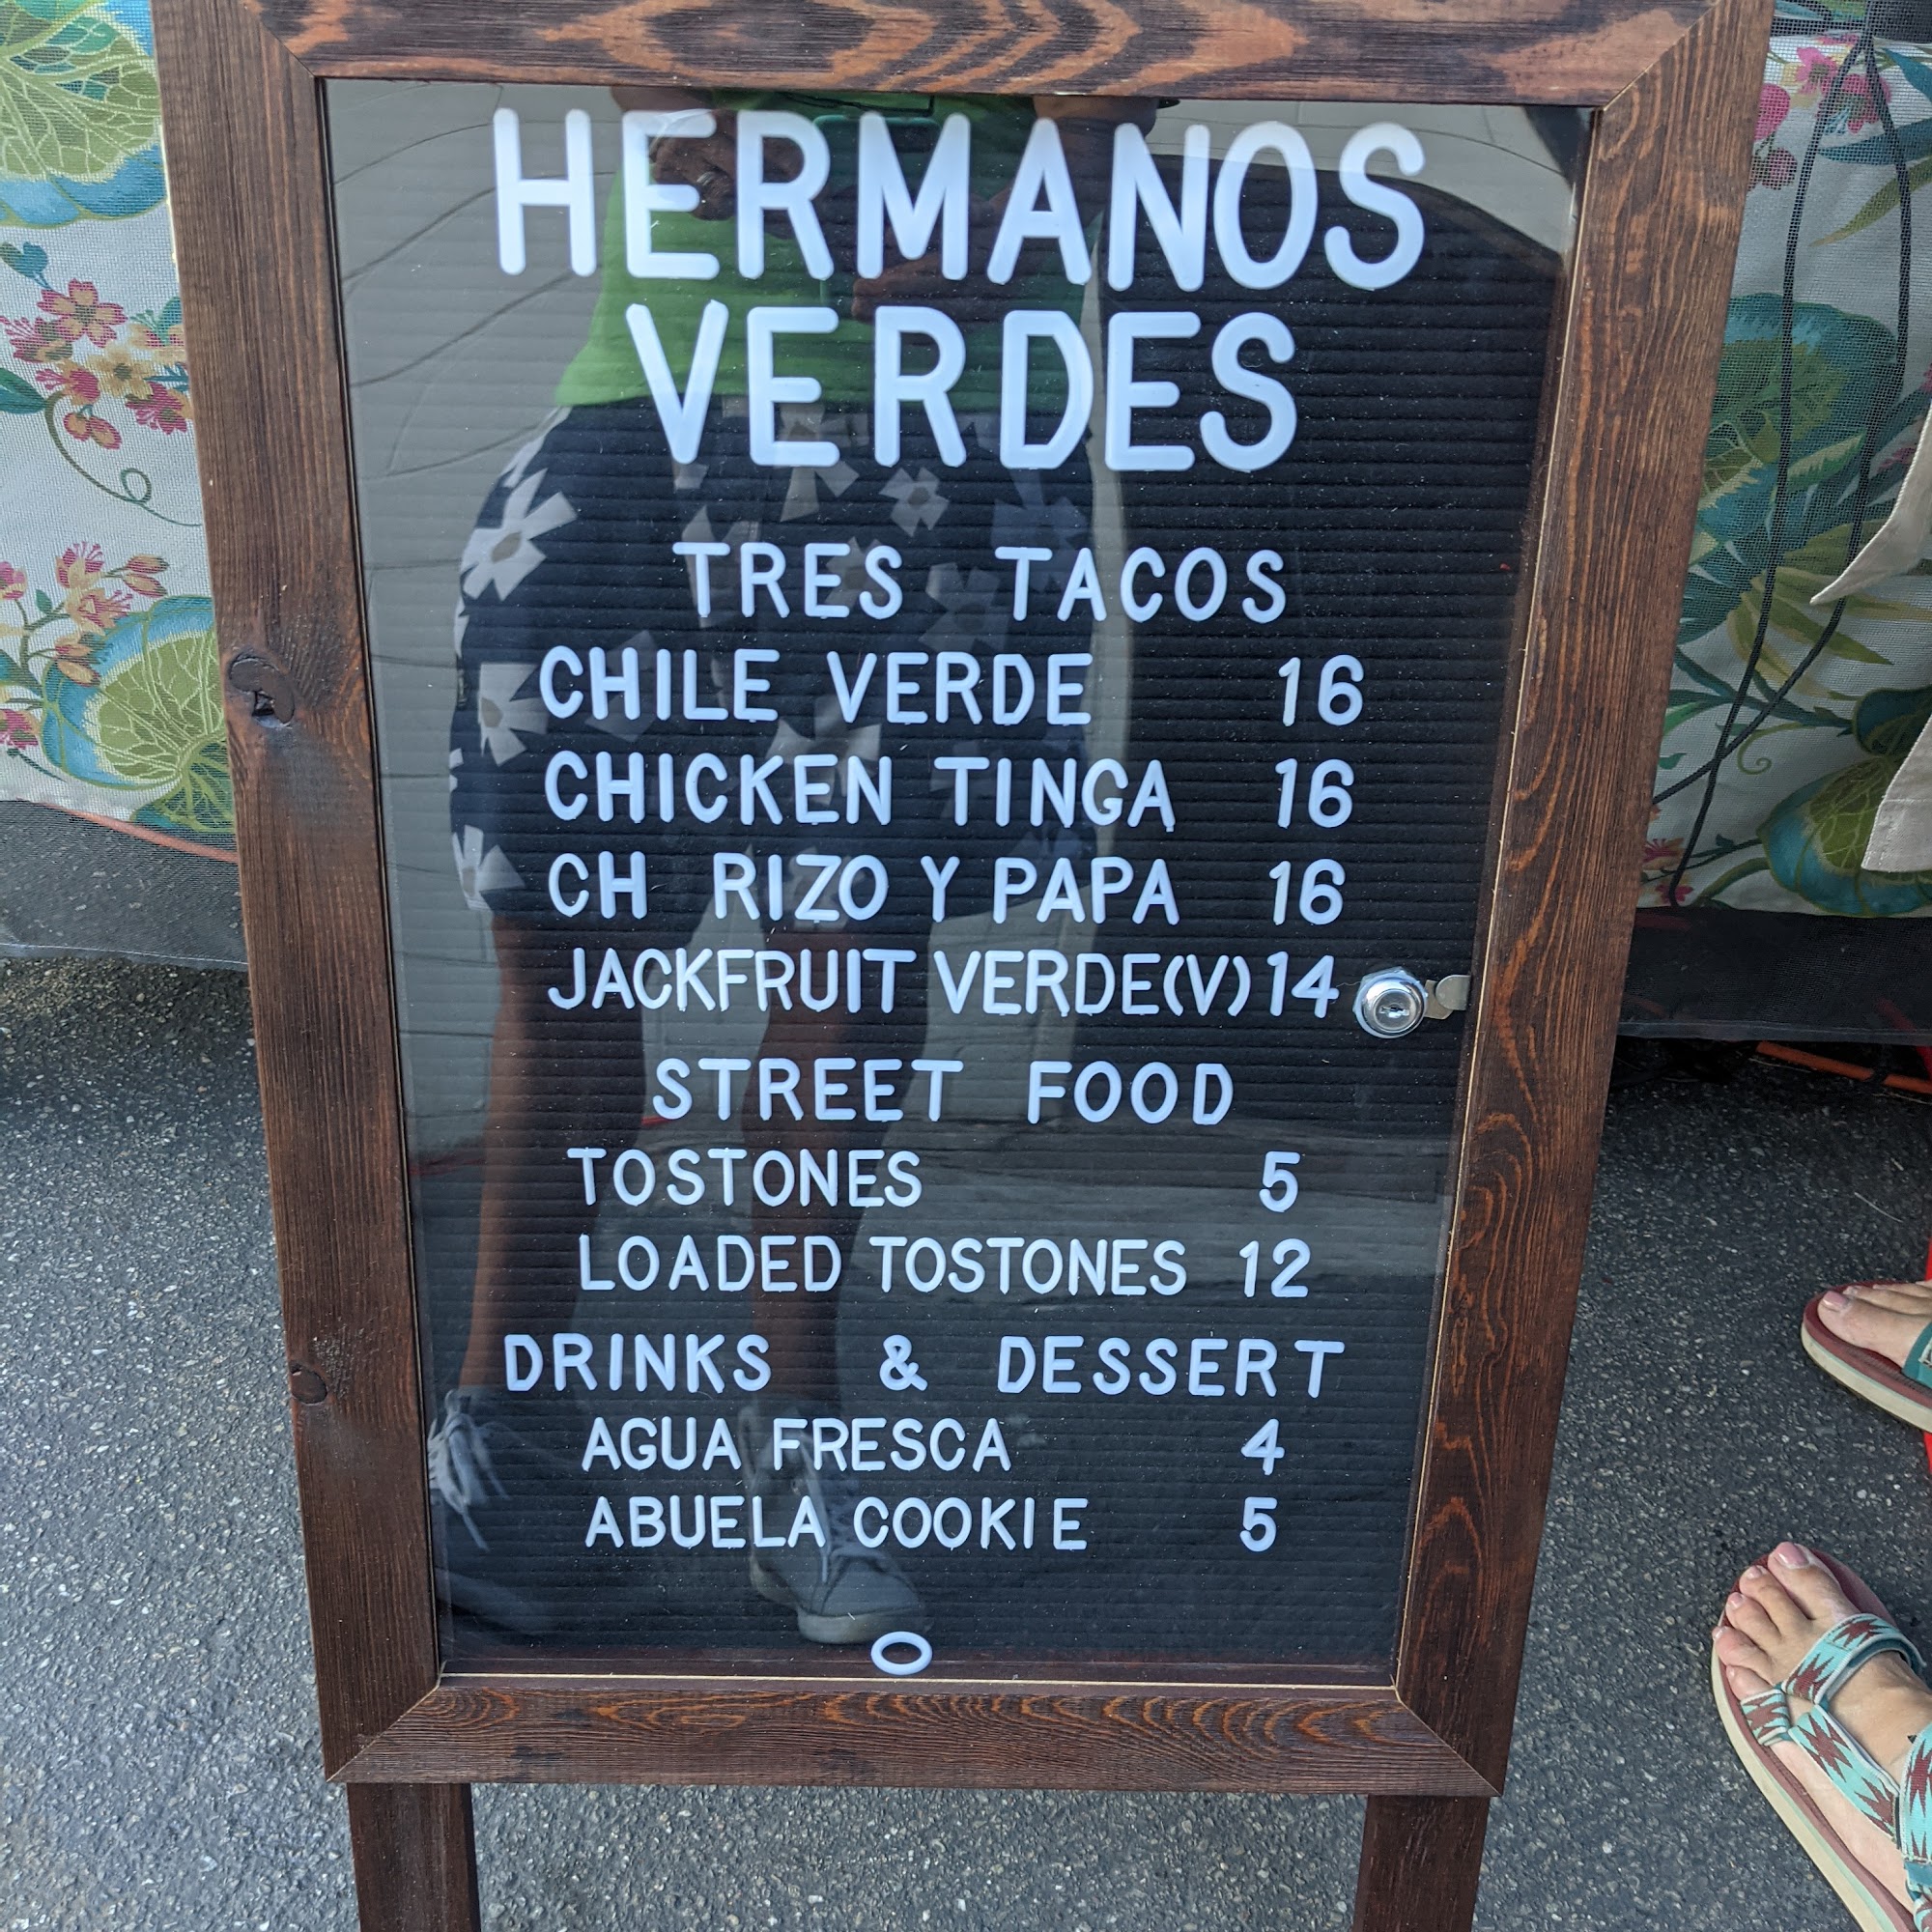 HERMANOS
VERDES
TRES TACOS
CHILE VERDE 16
CHICKEN TINGA 16
CH RIZO Y PAPA 16
JACKFRUIT VERDE(V) 14
STREET FOOD
TOSTONES 5
LOADED TOSTONES 12
DRINKS & DESSERT
AGUA FRESCA 4
ABUELA COOKIE 5
O